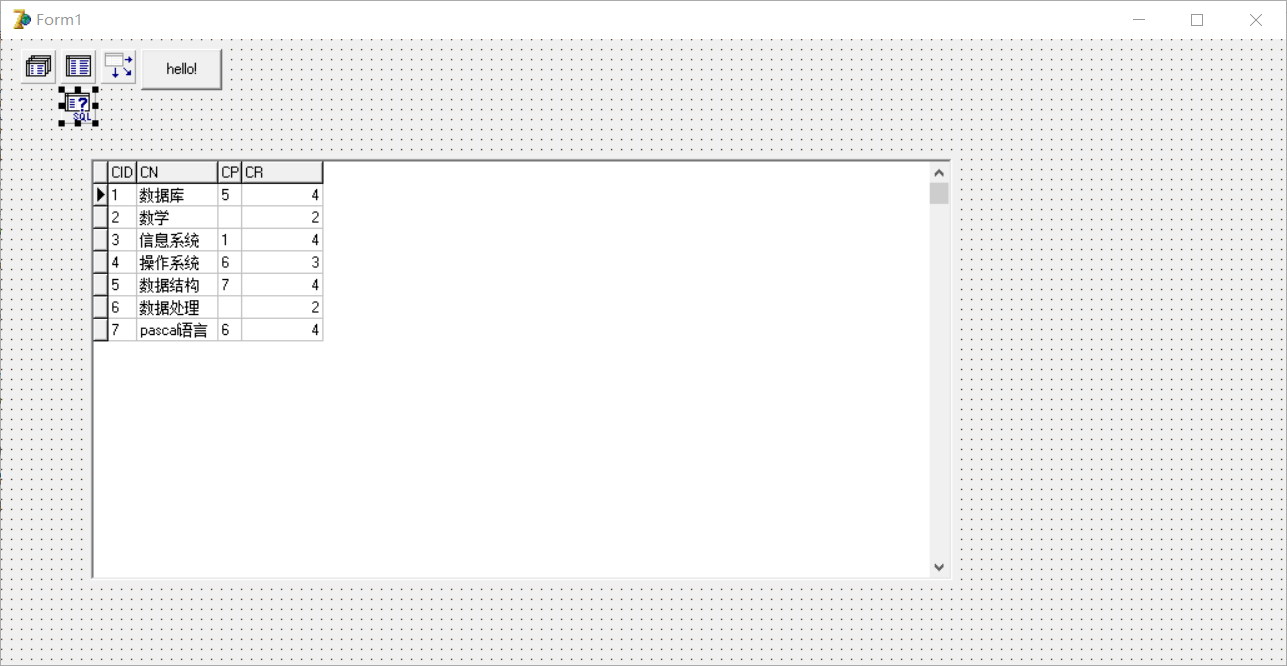 Form1
hello!
SQL
CID CN CP CR
1 数据库 5 4
2 数学 2
3 信息系统 1 4
4 操作系统 6 3
5 数据结构 7 4
6 数据处理 2
7 pascal语言 6 4